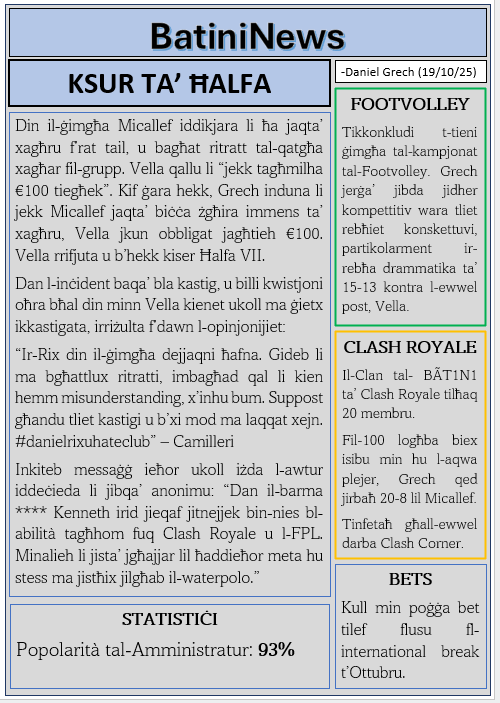 BatiniNews
KSUR TA’ ĦALFA
-Daniel Grech (19/10/25)
Din il-ġimgħa Micallef iddikjara li ħa jaqta’
xagħru f’rat tail, u bagħat ritratt tal-qatgħa
xagħar fil-grupp. Vella qallu li “jekk tagħmilha
€100 tiegħek”. Kif ġara hekk, Grech induna li
jekk Micallef jaqta’ biċċa żgħira immens ta’
xagħru, Vella jkun obbligat jagħtieh €100.
Vella rrifjuta u b’hekk kiser Ħalfa VII.
Dan l-inċident baqa’ bla kastig, u billi kwistjoni
oħra bħal din minn Vella kienet ukoll ma ġietx
ikkastigata, irriżulta f’dawn l-opinjonijiet:
“Ir-Rix din il-ġimgħa dejjaqni ħafna. Gideb li
ma bgħattlux ritratti, imbagħad qal li kien
hemm misunderstanding, x’inhu bum. Suppost
għandu tliet kastigi u b’xi mod ma laqqat xejn.
#danielrixuhateclub” – Camilleri
Inkiteb messaġġ ieħor ukoll iżda l-awtur
iddeċieda li jibqa’ anonimu: “Dan il-barma
**** Kenneth irid jieqaf jitnejjek bin-nies bl-
abilità tagħhom fuq Clash Royale u l-FPL.
Minalieh li jista’ jgħajjar lil ħaddieħor meta hu
stess ma jistħix jilgħab il-waterpolo.”
STATISTIĊI
Popolorità tal-Amministratur: 93%
FOOTVOLLEY
Tikkonkludi t-tieni
ġimgħa tal-kampjonat
tal-Footvolley. Grech
jerġa’ jibda jidher
kompettitiv wara tliet
rebħiet konskettuvi,
partikolarment ir-
rebħa drammatika ta’
15-13 kontra l-ewwel
post, Vella.
CLASH ROYALE
Il-Clan tal- BÃT1N1
ta’ Clash Royale tilħaq
20 membru.
Fil-100 logħba biex
isibu min hu l-aqwa
plejer, Grech qed
jirbaħ 20-8 lil Micallef.
Tinfetaħ għall-ewwel
darba Clash Corner.
BETS
Kull min poġġa bet
tilef flusu fl-
international break
t’Ottubru.